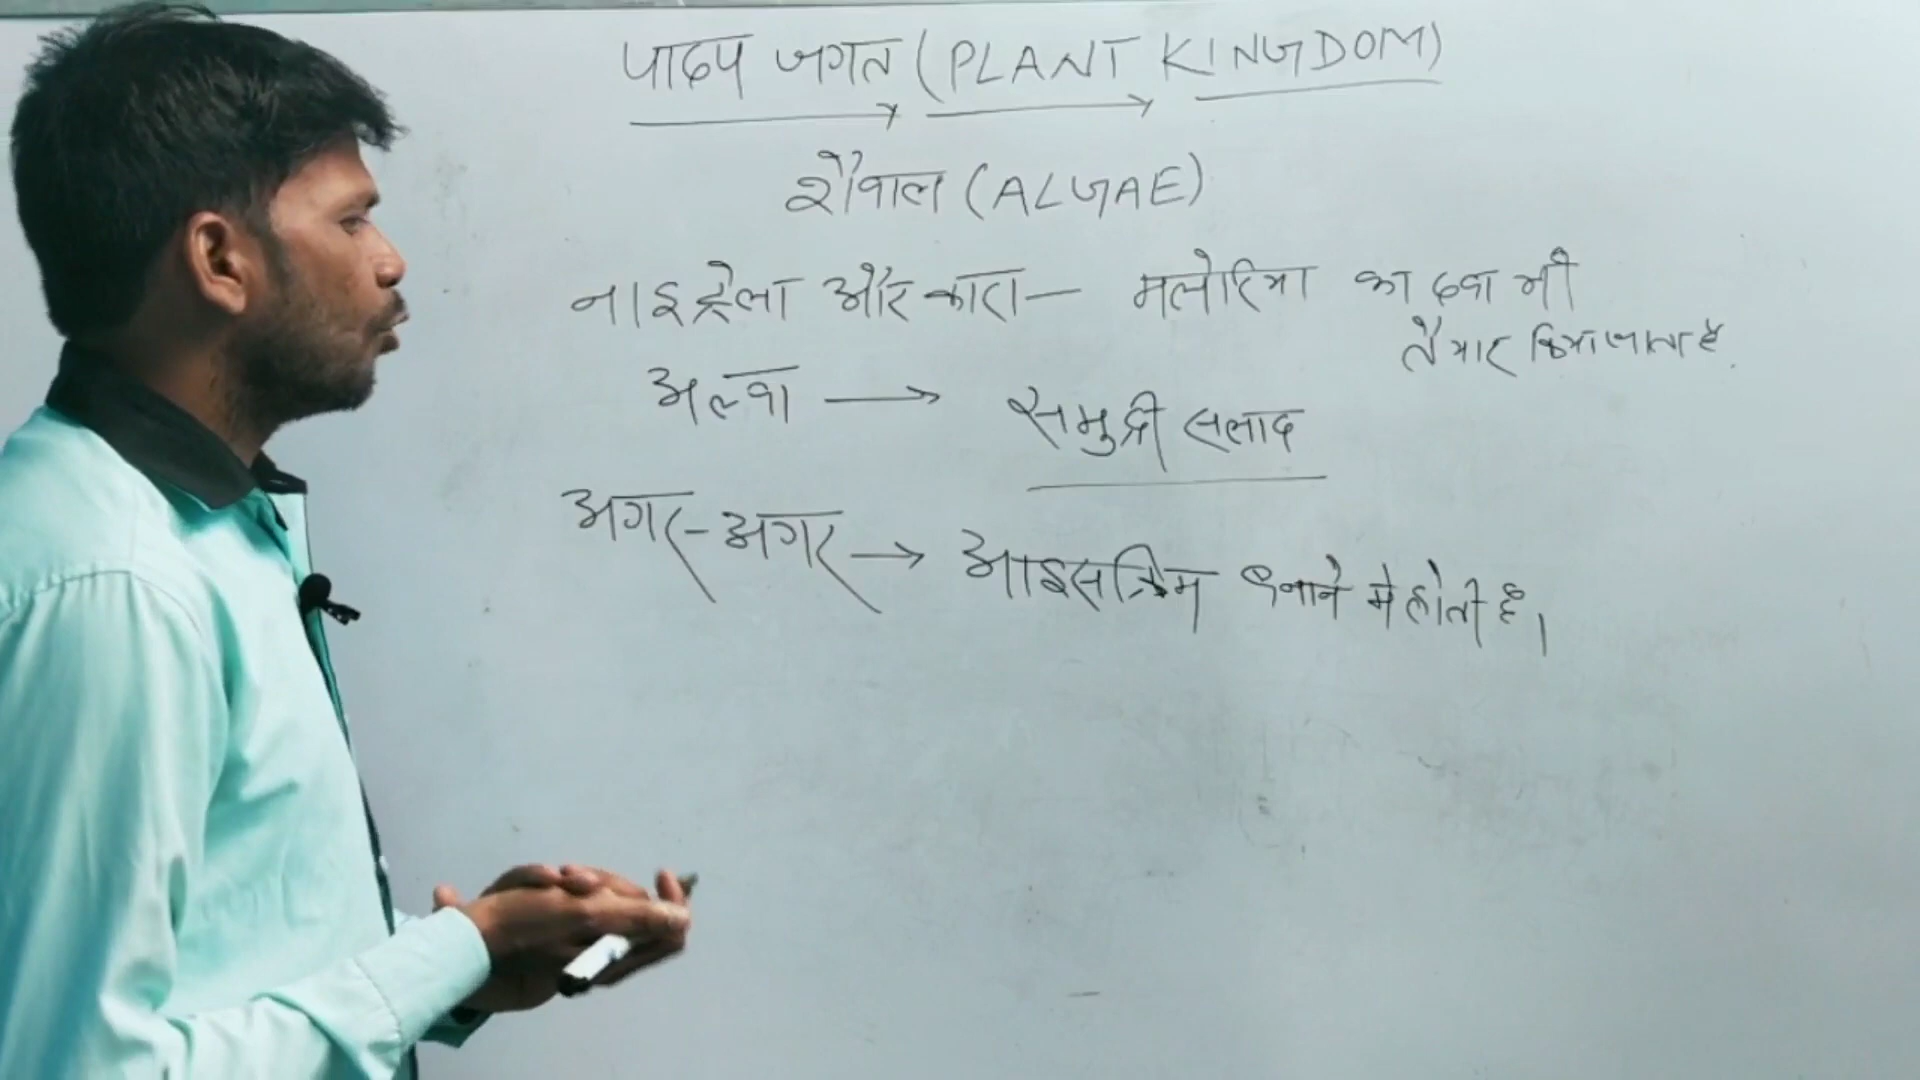 पादप जगत (PLANT KINGDOM)
शैवाल (ALGAE)
नाइट्रेला और कारा— मलेरिया का दवा भी
तैयार किया जाता है.
अल्वा → समुद्री सलाद
अगर-अगर → आइसक्रिम बनाने मे होती है।